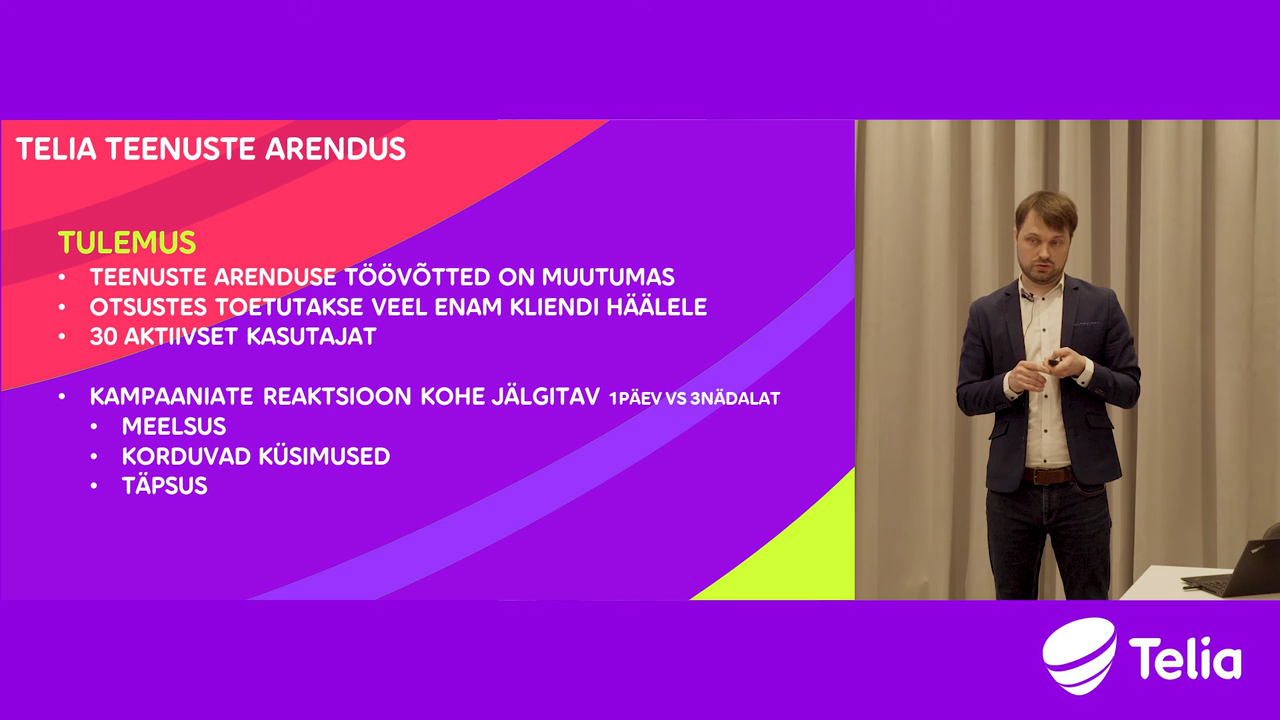 TELIA TEENUSTE ARENDUS
TULEMUS
• TEENUSTE ARENDUSE TÖÖVÕTTED ON MUUTUMAS
• OTSUSTES TOETUTAKSE VEEL ENAM KLIENDI HÄÄLELE
• 30 AKTIIVSET KASUTAJAT
• KAMPAANIATE REAKTSIOON KOHE JÄLGITAV 1PÄEV VS 3NÄDALAT
• MEELSUS
• KORDUVAD KÜSIMUSED
• TÄPSUS
Telia